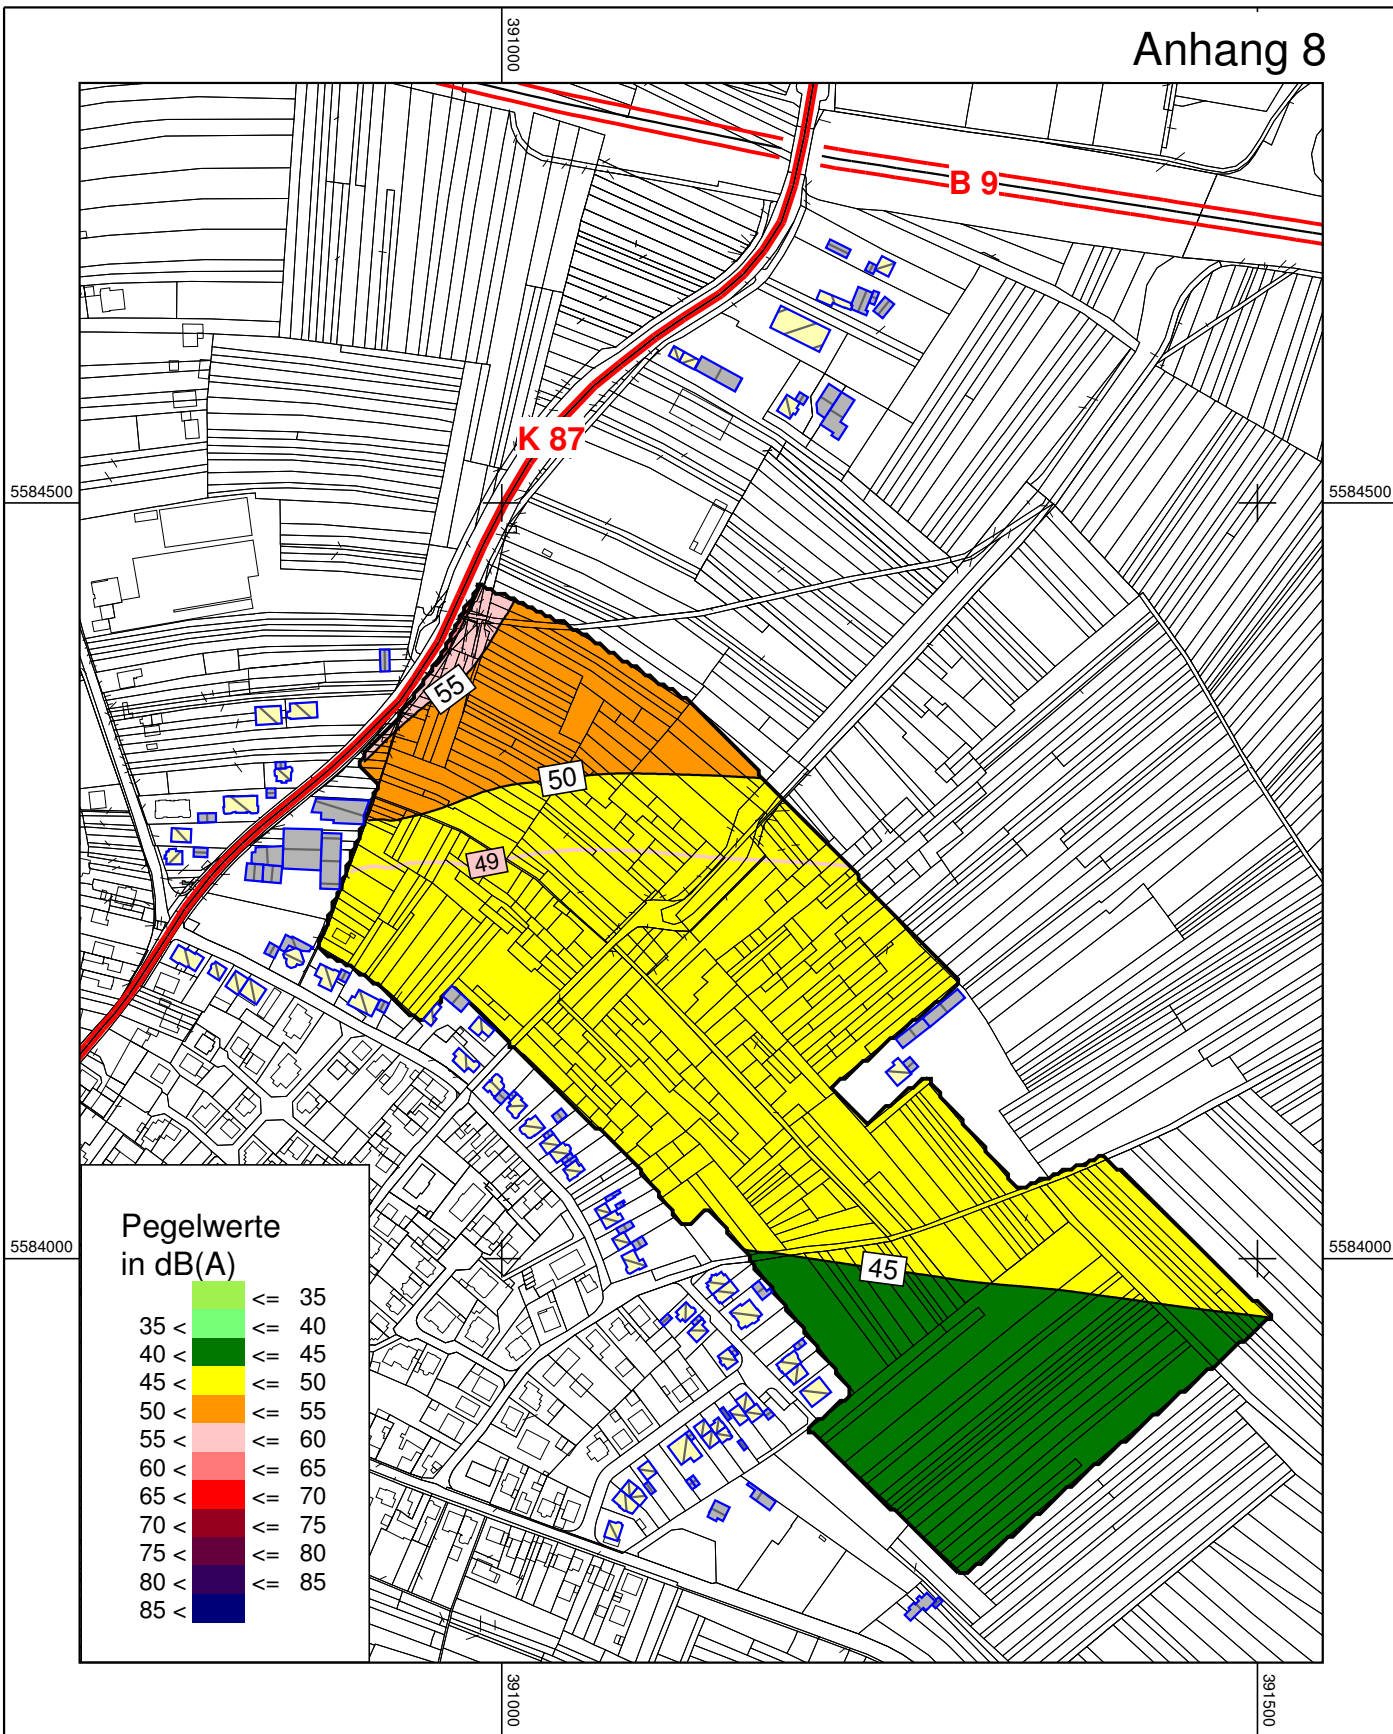 Anhang 8
391000
B 9
K 87
5584500
5584500
55
50
49
5584000
5584000
45
Pegelwerte
in dB(A)
<= 35
35 < <= 40
40 < <= 45
45 < <= 50
50 < <= 55
55 < <= 60
60 < <= 65
65 < <= 70
70 < <= 75
75 < <= 80
80 < <= 85
85 <
391000
391500